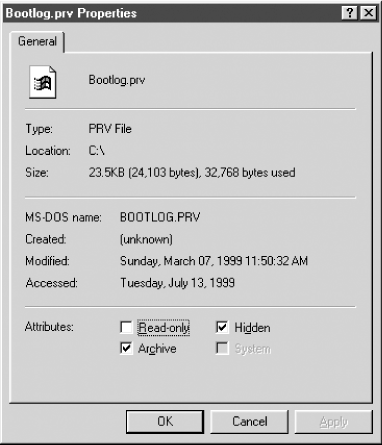 Bootlog.prv Properties
General
Bootlog.prv
Type: PRV File
Location: C:\
Size: 23.5KB (24,103 bytes), 32,768 bytes used
MS-DOS name: BOOTLOG.PRV
Created: (unknown)
Modified: Sunday, March 07, 1999 11:50:32 AM
Accessed: Tuesday, July 13, 1999
Attributes: Read-only Hidden
Archive System
OK Cancel Apply